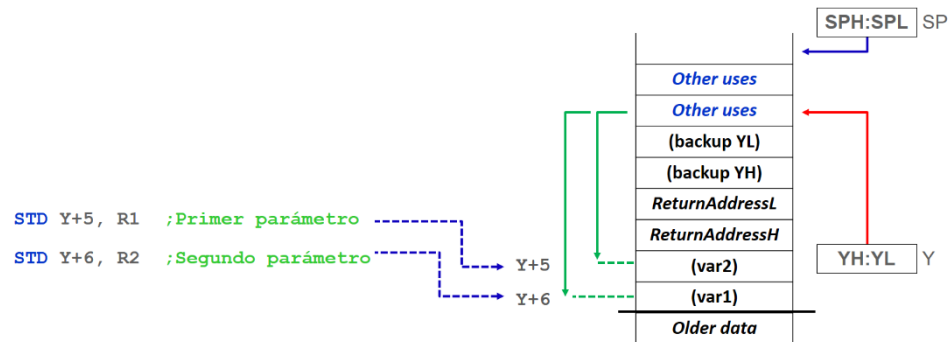 SPH:SPL SP
Other uses
Other uses
(backup YL)
(backup YH)
ReturnAddressL
STD Y+5, R1 ;Primer parámetro
ReturnAddressH
STD Y+6, R2 ;Segundo parámetro
Y+5
(var2)
YH:YL Y
Y+6
(var1)
Older data